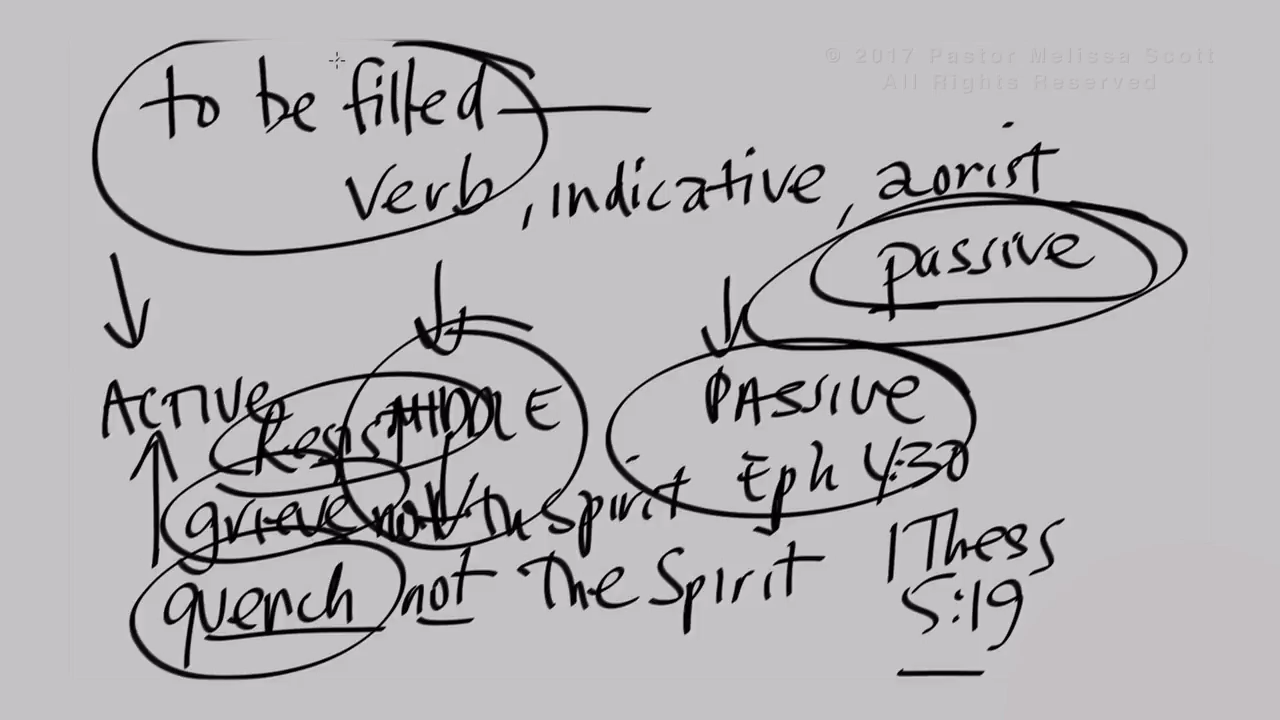 © 2017 Pastor Melissa Scott
All Rights Reserved
to be filled
verb, indicative, aorist
passive
ACTIVE MIDDLE PASSIVE
Resist Eph 4:30
grieve not the spirit
quench not The Spirit
1 Thess
5:19